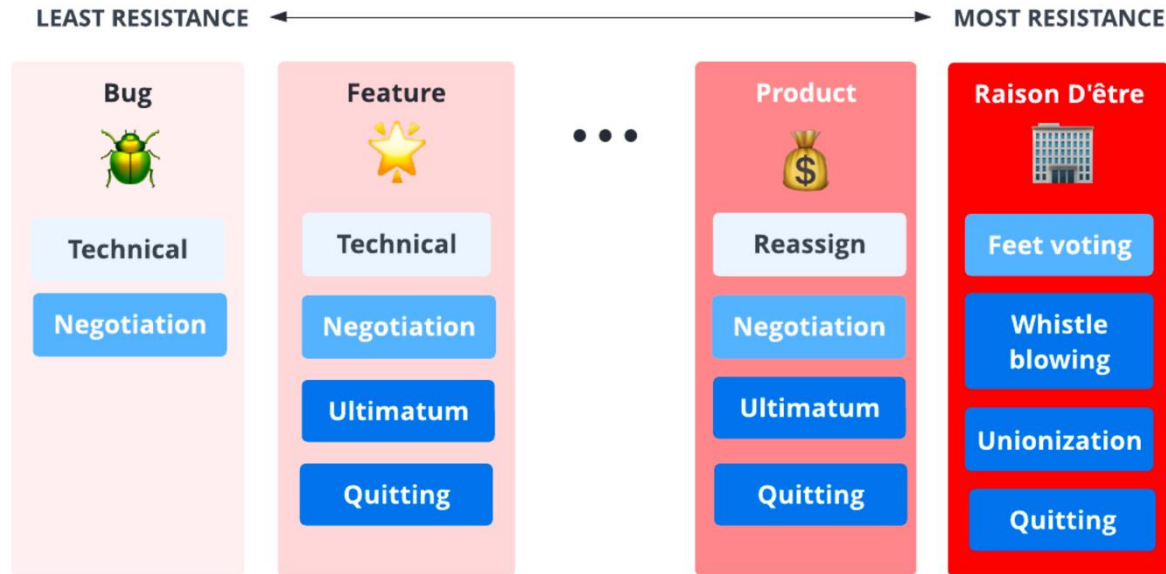 LEAST RESISTANCE
MOST RESISTANCE
Bug
Technical
Negotiation
Feature
Technical
Negotiation
Ultimatum
Quitting
•••
Product
$
Reassign
Negotiation
Ultimatum
Quitting
Raison D'être
Feet voting
Whistle
blowing
Unionization
Quitting